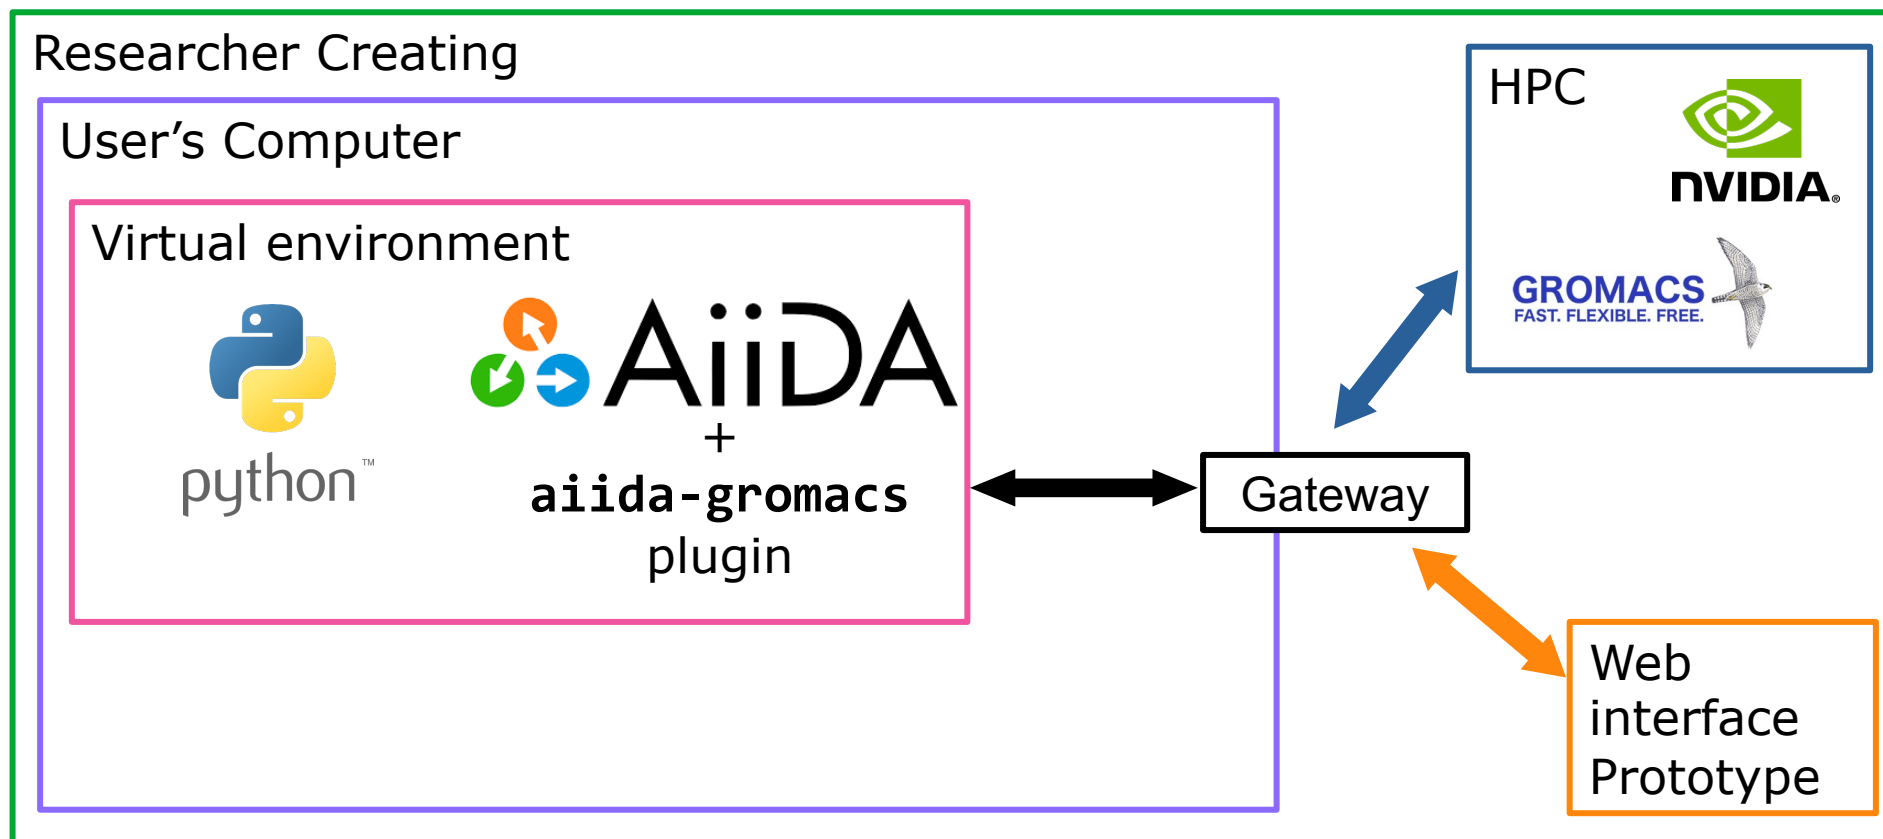 Researcher Creating
User’s Computer
Virtual environment
python™
AiiDA
+
aiida-gromacs
plugin
Gateway
HPC
NVIDIA®
GROMACS
FAST. FLEXIBLE. FREE.
Web
interface
Prototype